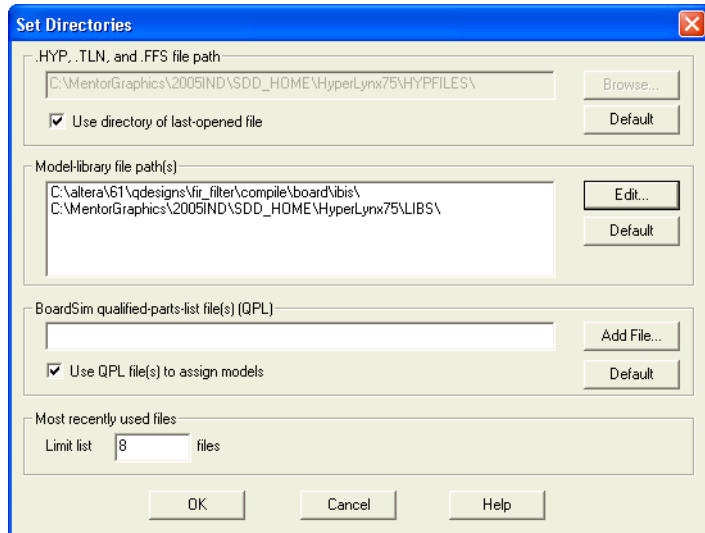 Set Directories
.HYP, .TLN, and .FFS file path
C:\MentorGraphics\2005IND\SDD_HOME\HyperLynx75\HYPFILES\
Browse...
Use directory of last-opened file
Default
Model-library file path(s)
C:\altera\61\qdesigns\fir_filter\compile\board\ibis\
C:\MentorGraphics\2005IND\SDD_HOME\HyperLynx75\LIBS\
Edit...
Default
BoardSim qualified-parts-list file(s) (QPL)
Add File...
Use QPL file(s) to assign models
Default
Most recently used files
Limit list 8 files
OK Cancel Help